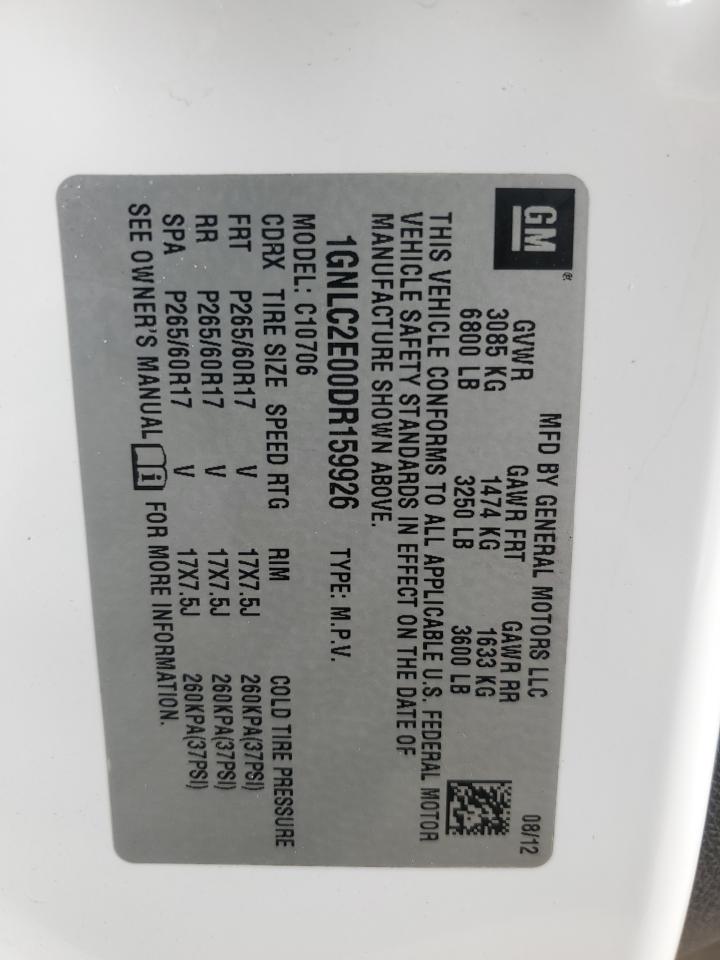 GM ®
MFD BY GENERAL MOTORS LLC 08/12
GVWR GAWR FRT GAWR RR
3085 KG 1474 KG 1633 KG
6800 LB 3250 LB 3600 LB
THIS VEHICLE CONFORMS TO ALL APPLICABLE U.S. FEDERAL MOTOR
VEHICLE SAFETY STANDARDS IN EFFECT ON THE DATE OF
MANUFACTURE SHOWN ABOVE.
1GNLC2E00DR159926 TYPE: M.P.V.
MODEL: C10706
CDRX TIRE SIZE SPEED RTG RIM COLD TIRE PRESSURE
FRT P265/60R17 V 17X7.5J 260KPA(37PSI)
RR P265/60R17 V 17X7.5J 260KPA(37PSI)
SPA P265/60R17 V 17X7.5J 260KPA(37PSI)
SEE OWNER'S MANUAL i FOR MORE INFORMATION.